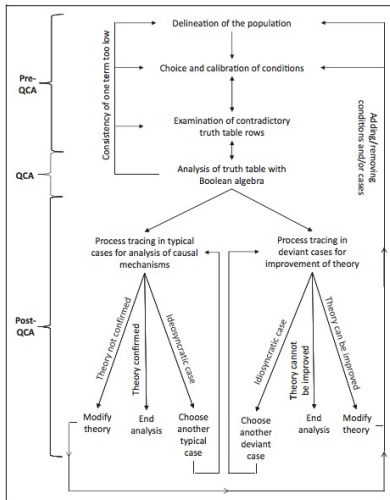 Delineation of the population
Choice and calibration of conditions
Examination of contradictory
truth table rows
Analysis of truth table with
Boolean algebra
Consistency of one term too low
Adding/removing
conditions and/or cases
Pre-
QCA
QCA
Post-
QCA
Process tracing in typical
cases for analysis of causal
mechanisms
Process tracing in
deviant cases for
improvement of theory
Theory not confirmed
Theory confirmed
Ideosyncratic case
Idiosyncratic case
Theory cannot
be improved
Theory can be improved
Modify
theory
End
analysis
Choose
another
typical
case
Choose
another
deviant
case
End
analysis
Modify
theory